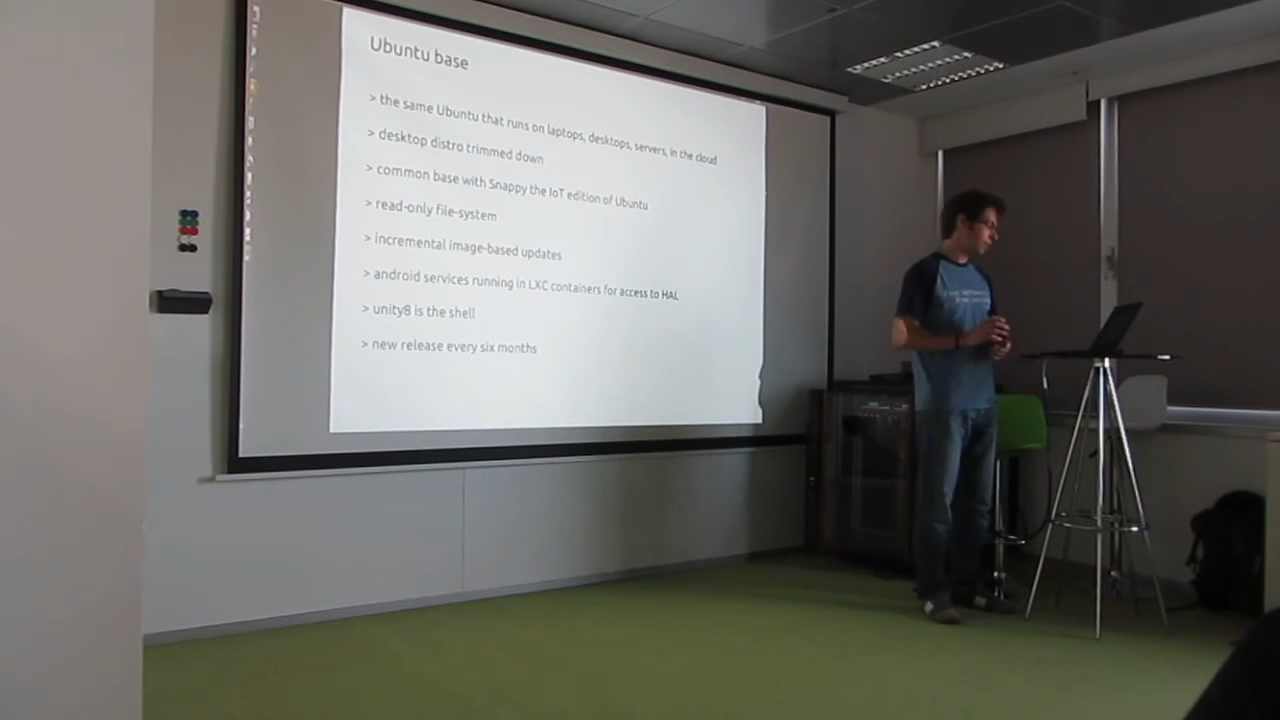 Ubuntu base
> the same Ubuntu that runs on laptops, desktops, servers, in the cloud
> desktop distro trimmed down
> common base with Snappy the IoT edition of Ubuntu
> read-only file-system
> incremental image-based updates
> android services running in LXC containers for access to HAL
> unity8 is the shell
> new release every six months